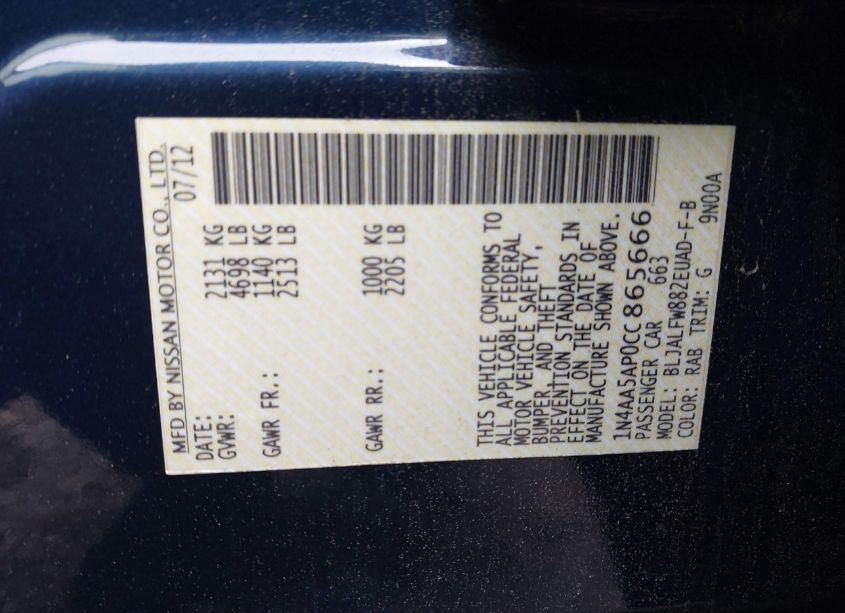 MFD BY NISSAN MOTOR CO., LTD.
DATE: 07/12
GVWR: 2131 KG
4698 LB
GAWR FR.: 1140 KG
2513 LB
GAWR RR.: 1000 KG
2205 LB
THIS VEHICLE CONFORMS TO
ALL APPLICABLE FEDERAL
MOTOR VEHICLE SAFETY,
BUMPER, AND THEFT
PREVENTION STANDARDS IN
EFFECT ON THE DATE OF
MANUFACTURE SHOWN ABOVE.
1N4AA5AP0CC865666
PASSENGER CAR 663
MODEL: BLJALFW882EUAD-F-B
COLOR: RAB TRIM: G 9N00A